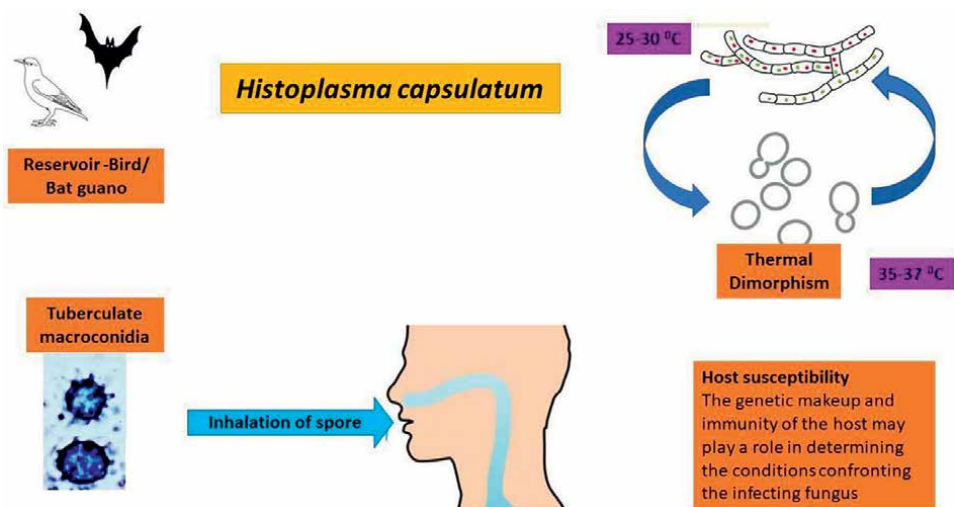 Histoplasma capsulatum
Reservoir -Bird/
Bat guano
25-30 ⁰C
Thermal
Dimorphism
35-37 ⁰C
Tuberculate
macroconidia
Inhalation of spore
Host susceptibility
The genetic makeup and
immunity of the host may
play a role in determining
the conditions confronting
the infecting fungus